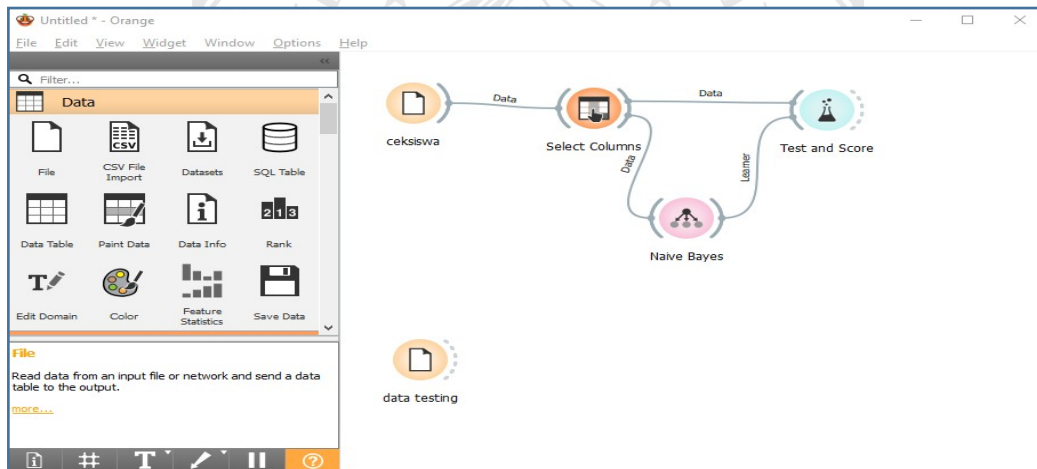 Untitled * - Orange
File Edit View Widget Window Options Help
Filter...
Data
File
CSV File Import
Datasets
SQL Table
Data Table
Paint Data
Data Info
Rank
Edit Domain
Color
Feature Statistics
Save Data
File
Read data from an input file or network and send a data
table to the output.
more...
ceksiswa
Data
Select Columns
Data
Test and Score
Data
Learner
Naive Bayes
data testing